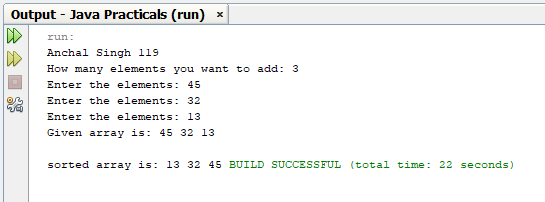 Output - Java Practicals (run) ×
run:
Anchal Singh 119
How many elements you want to add: 3
Enter the elements: 45
Enter the elements: 32
Enter the elements: 13
Given array is: 45 32 13
sorted array is: 13 32 45 BUILD SUCCESSFUL (total time: 22 seconds)